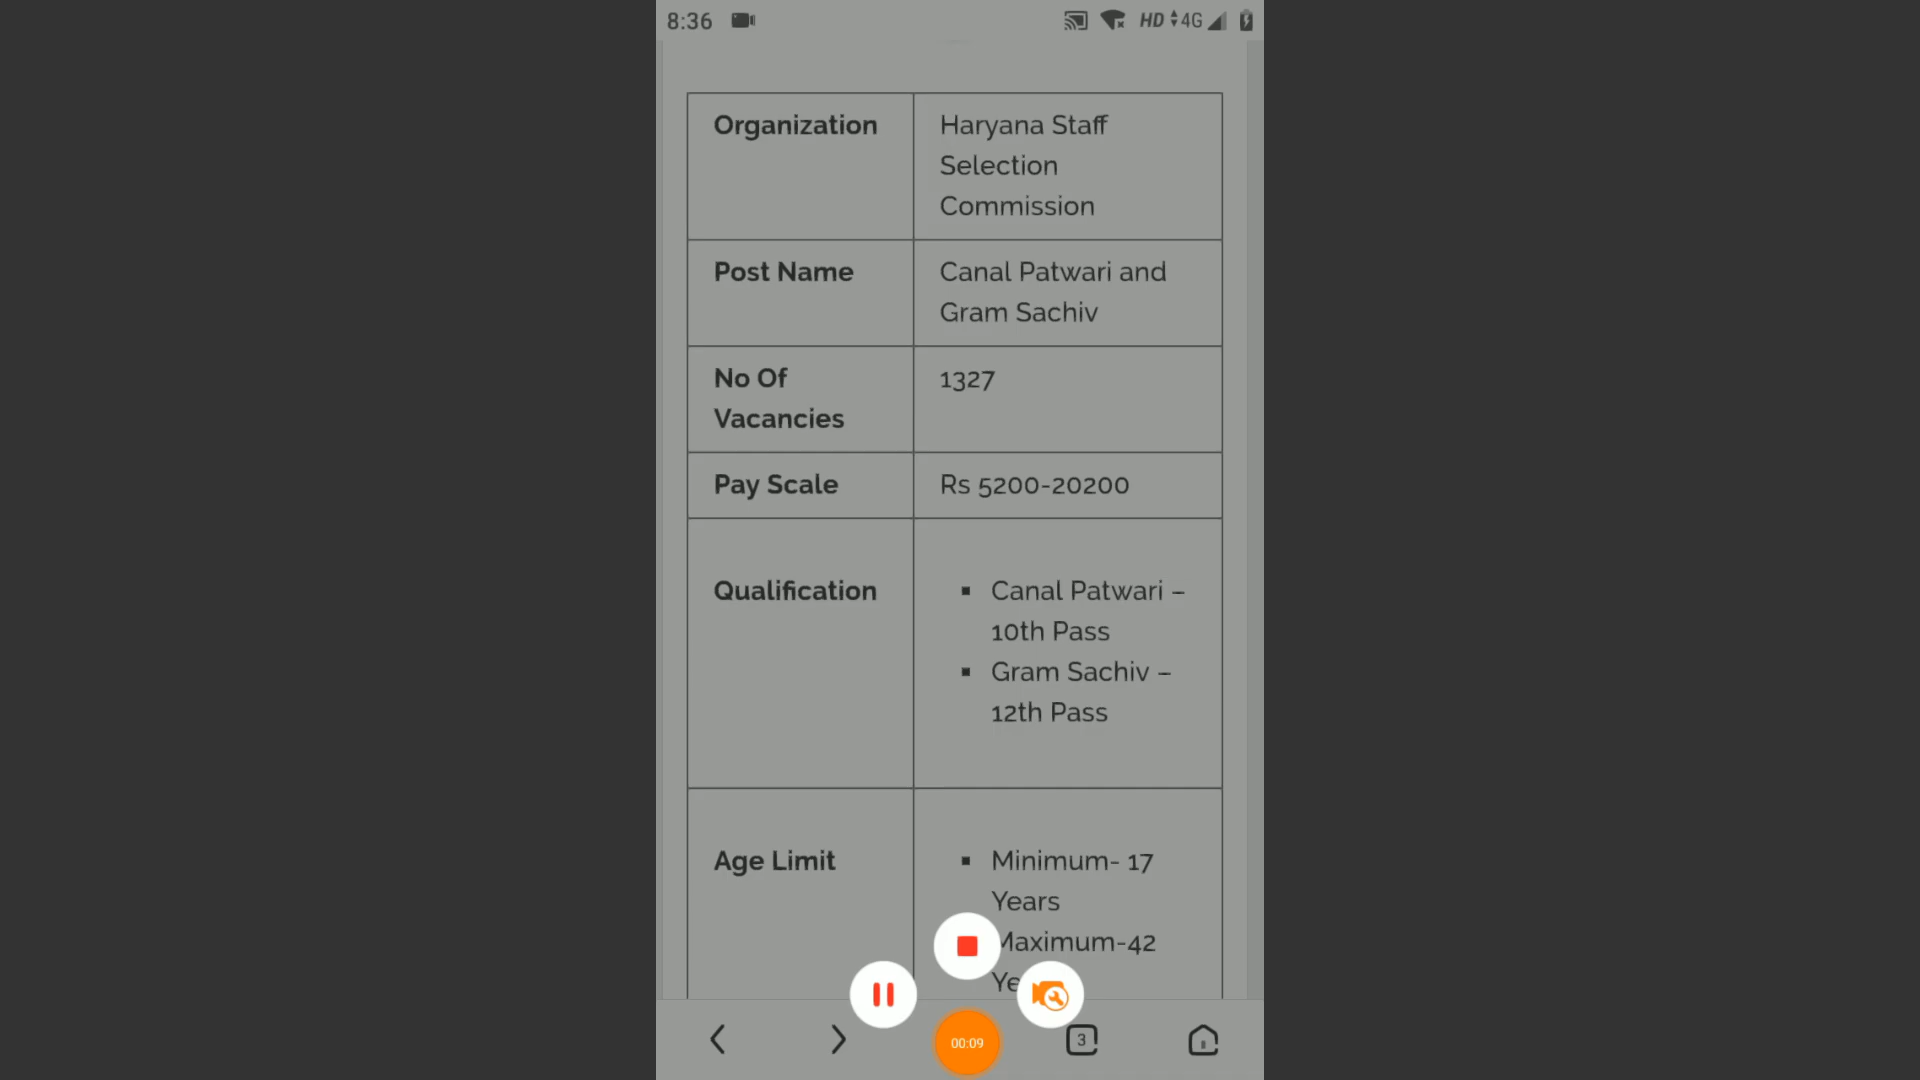 8:36 HD 4G
Organization Haryana Staff
Selection
Commission
Post Name Canal Patwari and
Gram Sachiv
No Of 1327
Vacancies
Pay Scale Rs 5200-20200
Qualification ▪ Canal Patwari –
10th Pass
▪ Gram Sachiv –
12th Pass
Age Limit ▪ Minimum- 17
Years
Maximum-42
Ye
00:09 3